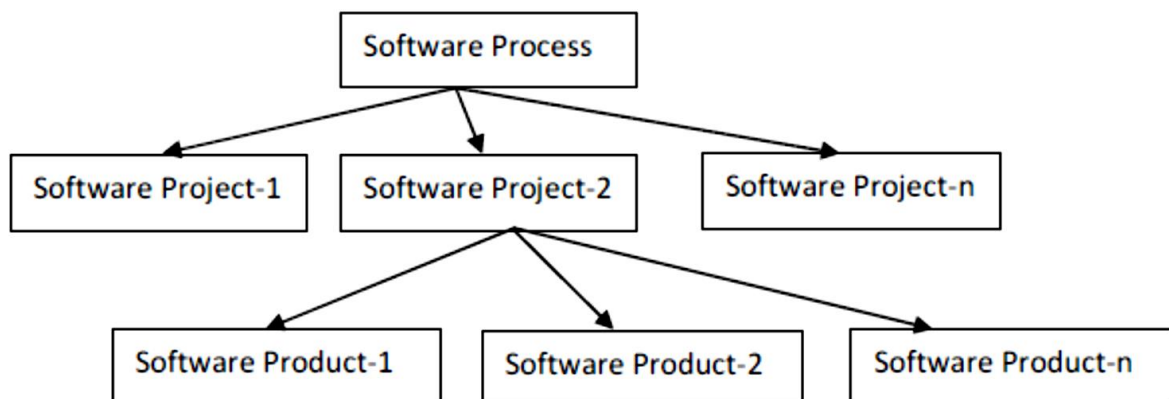 Software Process
Software Project-1
Software Project-2
Software Project-n
Software Product-1
Software Product-2
Software Product-n